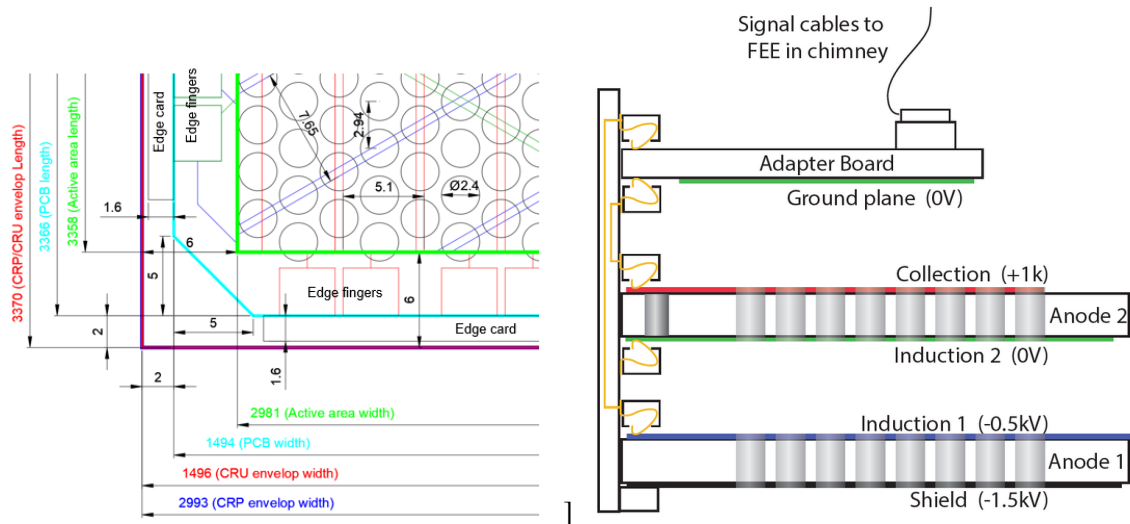 3370 (CRP/CRU envelop Length)
3366 (PCB length)
3358 (Active area length)
Edge card
Edge fingers
7.65
2.94
5.1
Ø2.4
1.6
6
5
5
2
2
6
1.6
Edge fingers
Edge card
2981 (Active area width)
1494 (PCB width)
1496 (CRU envelop width)
2993 (CRP envelop width)
]
Signal cables to
FEE in chimney
Adapter Board
Ground plane (0V)
Collection (+1k)
Anode 2
Induction 2 (0V)
Induction 1 (-0.5kV)
Anode 1
Shield (-1.5kV)